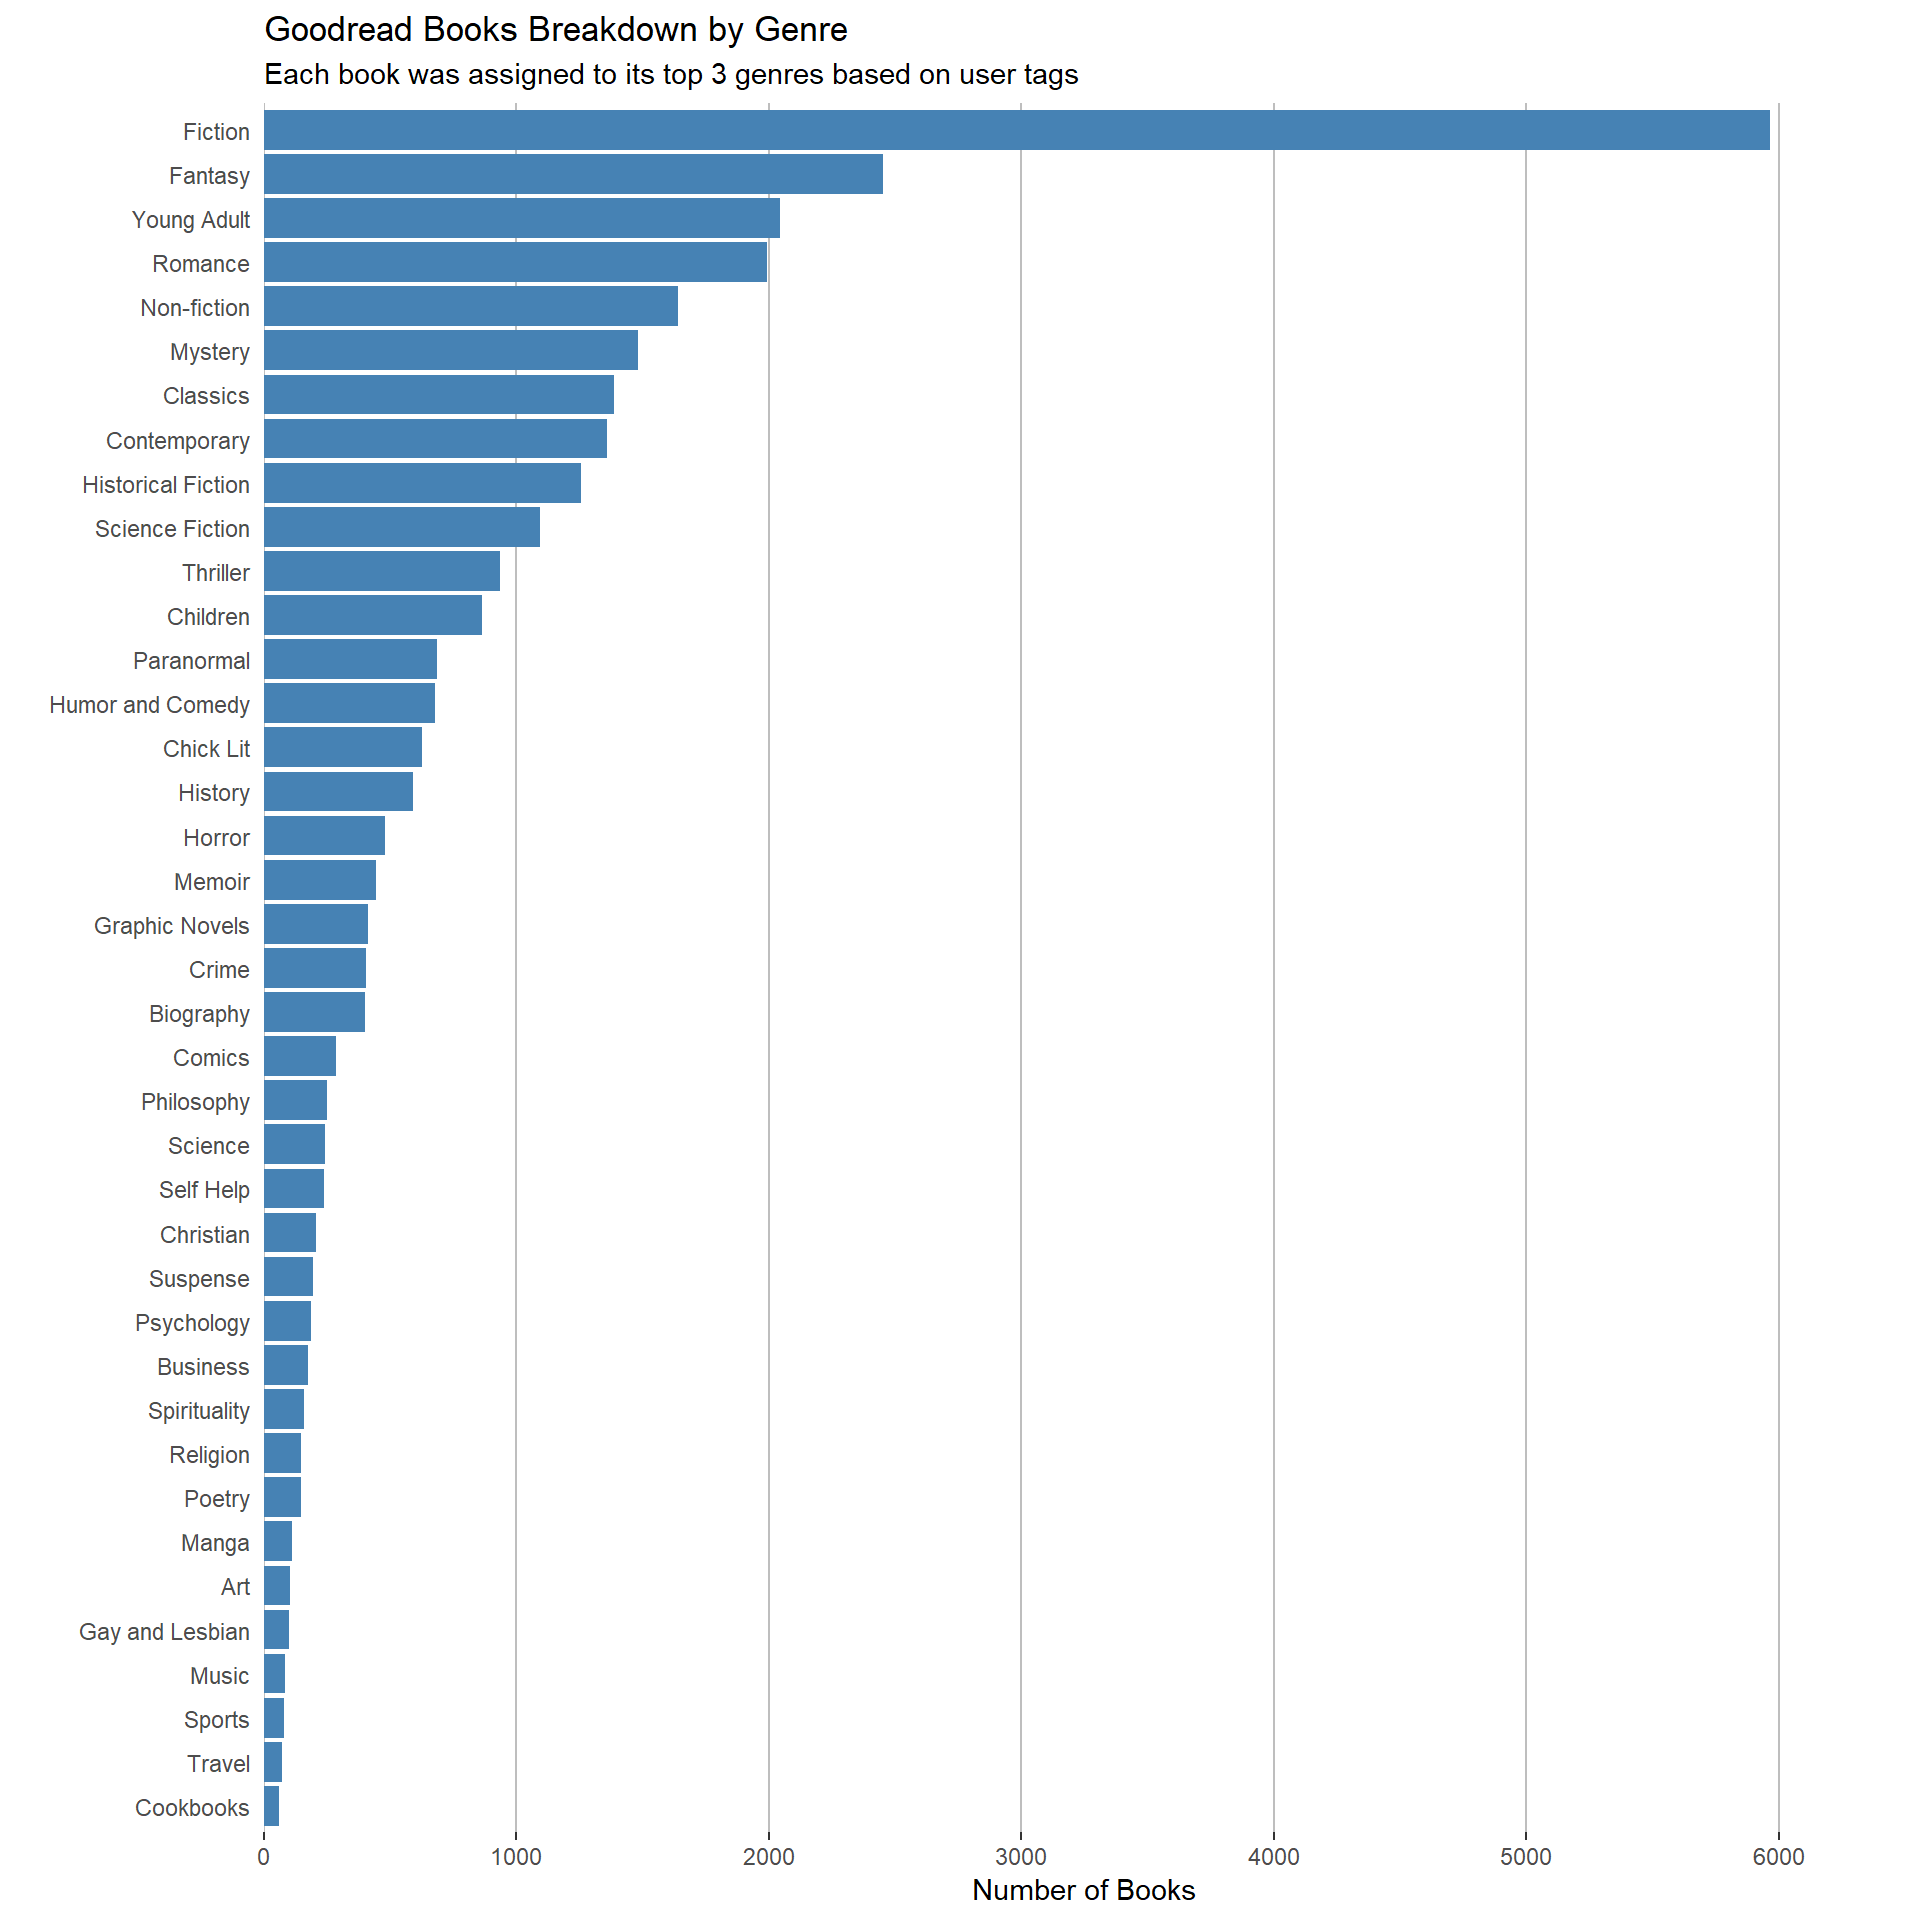 Goodread Books Breakdown by Genre
Each book was assigned to its top 3 genres based on user tags
Fiction
Fantasy
Young Adult
Romance
Non-fiction
Mystery
Classics
Contemporary
Historical Fiction
Science Fiction
Thriller
Children
Paranormal
Humor and Comedy
Chick Lit
History
Horror
Memoir
Graphic Novels
Crime
Biography
Comics
Philosophy
Science
Self Help
Christian
Suspense
Psychology
Business
Spirituality
Religion
Poetry
Manga
Art
Gay and Lesbian
Music
Sports
Travel
Cookbooks
0 1000 2000 3000 4000 5000 6000
Number of Books